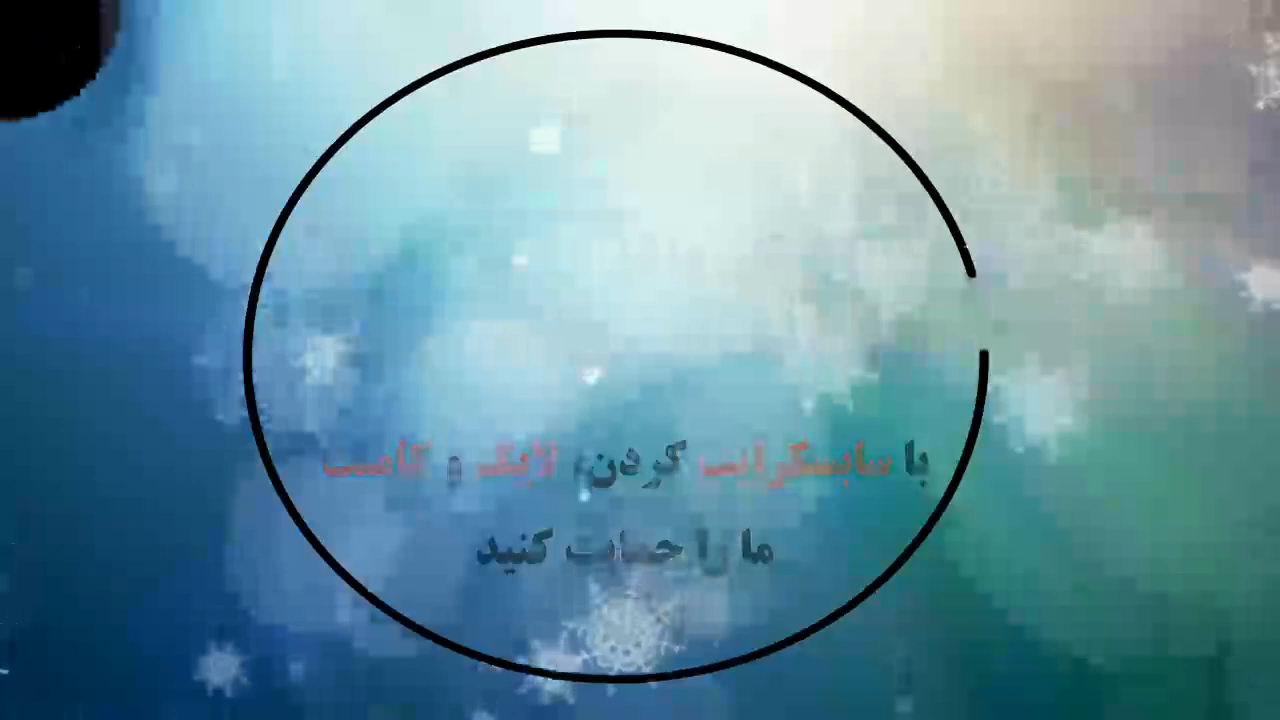 با سابسکرایب کردن، لایک و کامنت
ما را حمایت کنید